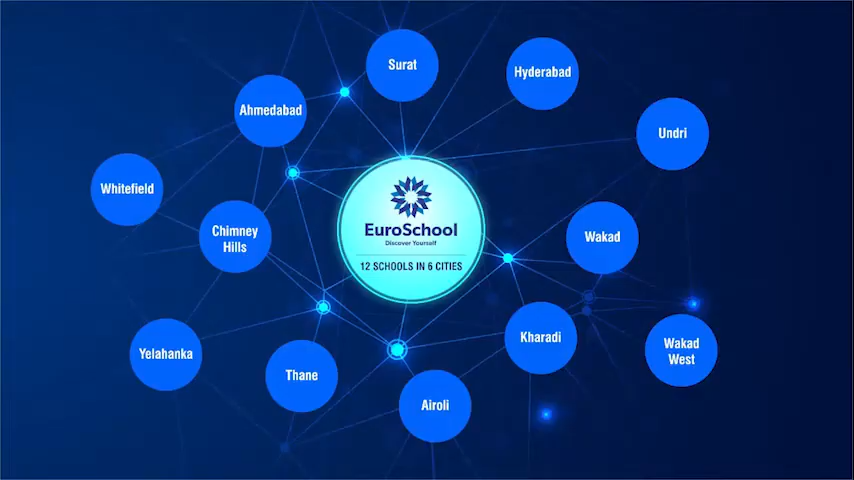 Surat
Hyderabad
Ahmedabad
Undri
Whitefield
Chimney
Hills
EuroSchool
Discover Yourself
12 SCHOOLS IN 6 CITIES
Wakad
Yelahanka
Thane
Airoli
Kharadi
Wakad
West